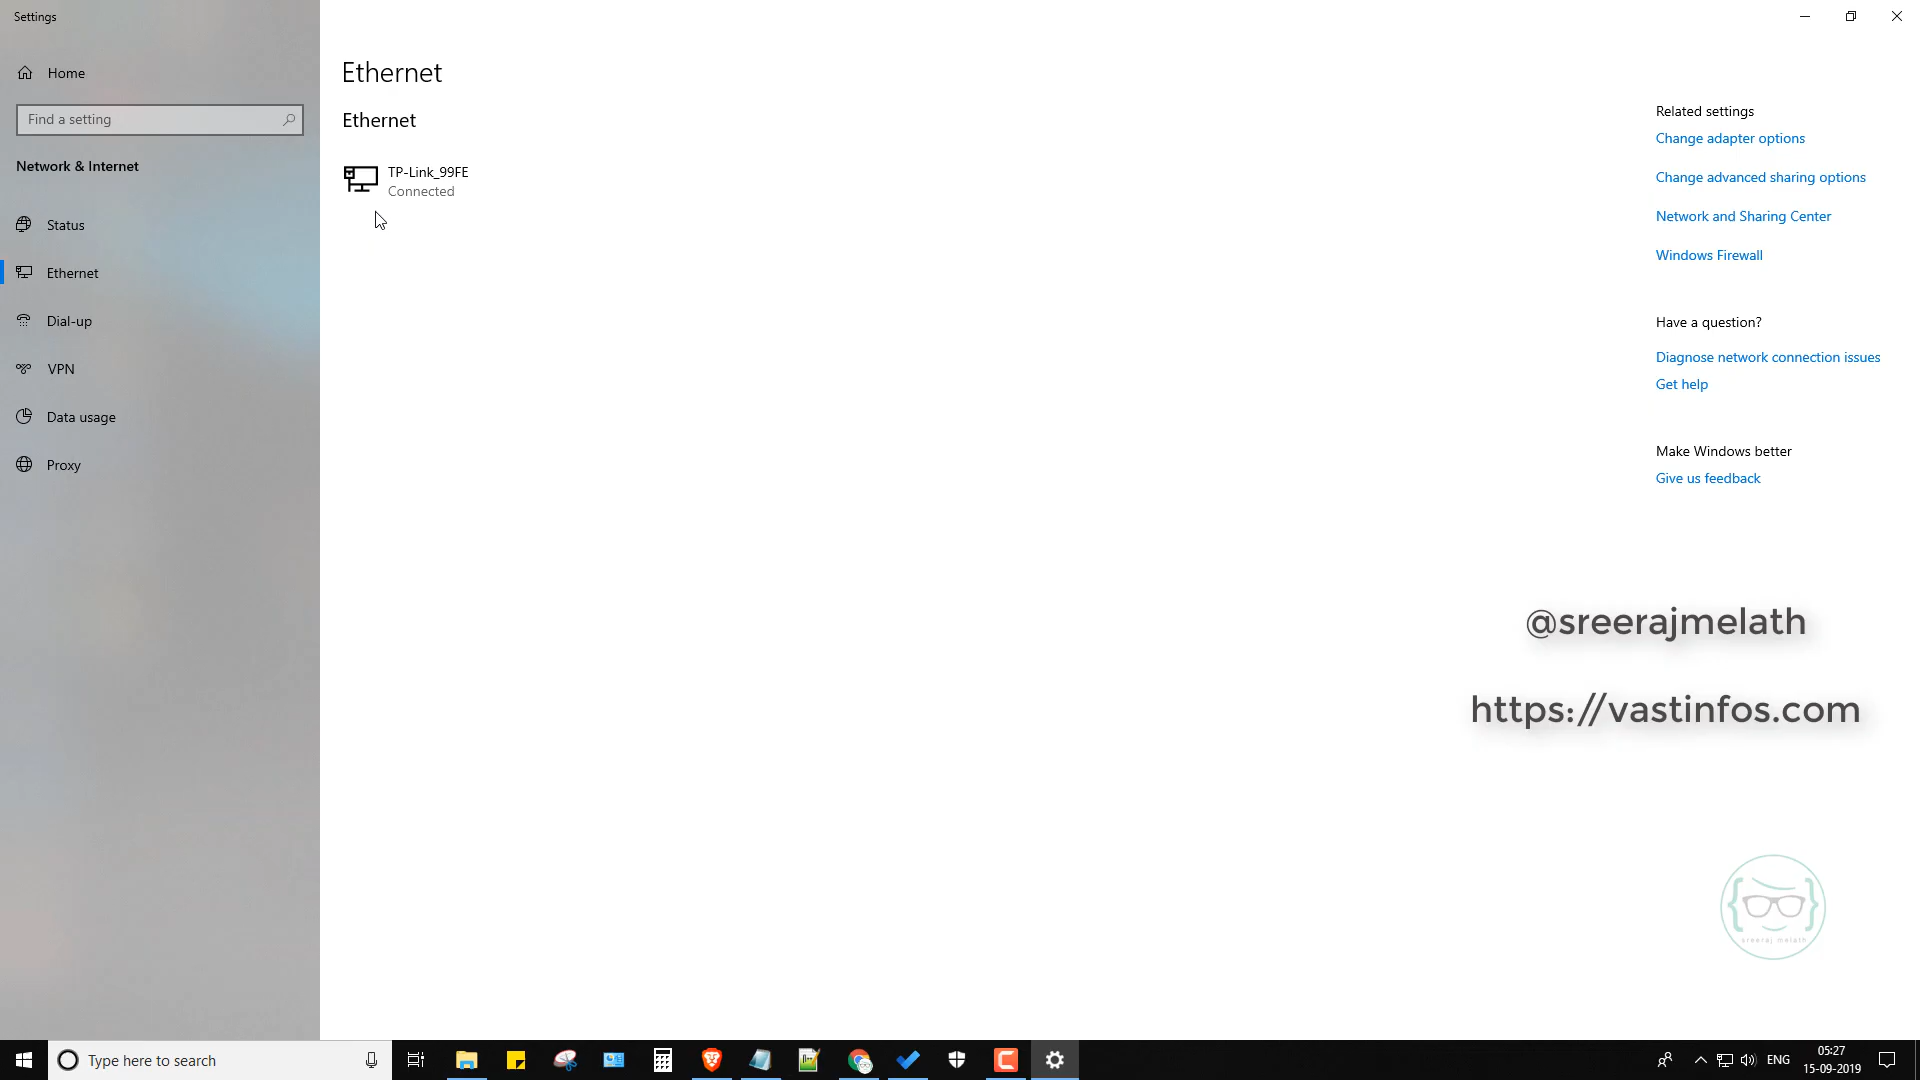 Settings
Home
Find a setting
Network & Internet
Status
Ethernet
Dial-up
VPN
Data usage
Proxy
Ethernet
Ethernet
TP-Link_99FE
Connected
Related settings
Change adapter options
Change advanced sharing options
Network and Sharing Center
Windows Firewall
Have a question?
Diagnose network connection issues
Get help
Make Windows better
Give us feedback
@sreerajmelath
https://vastinfos.com
sreeraj melath
Type here to search
ENG
05:27
15-09-2019